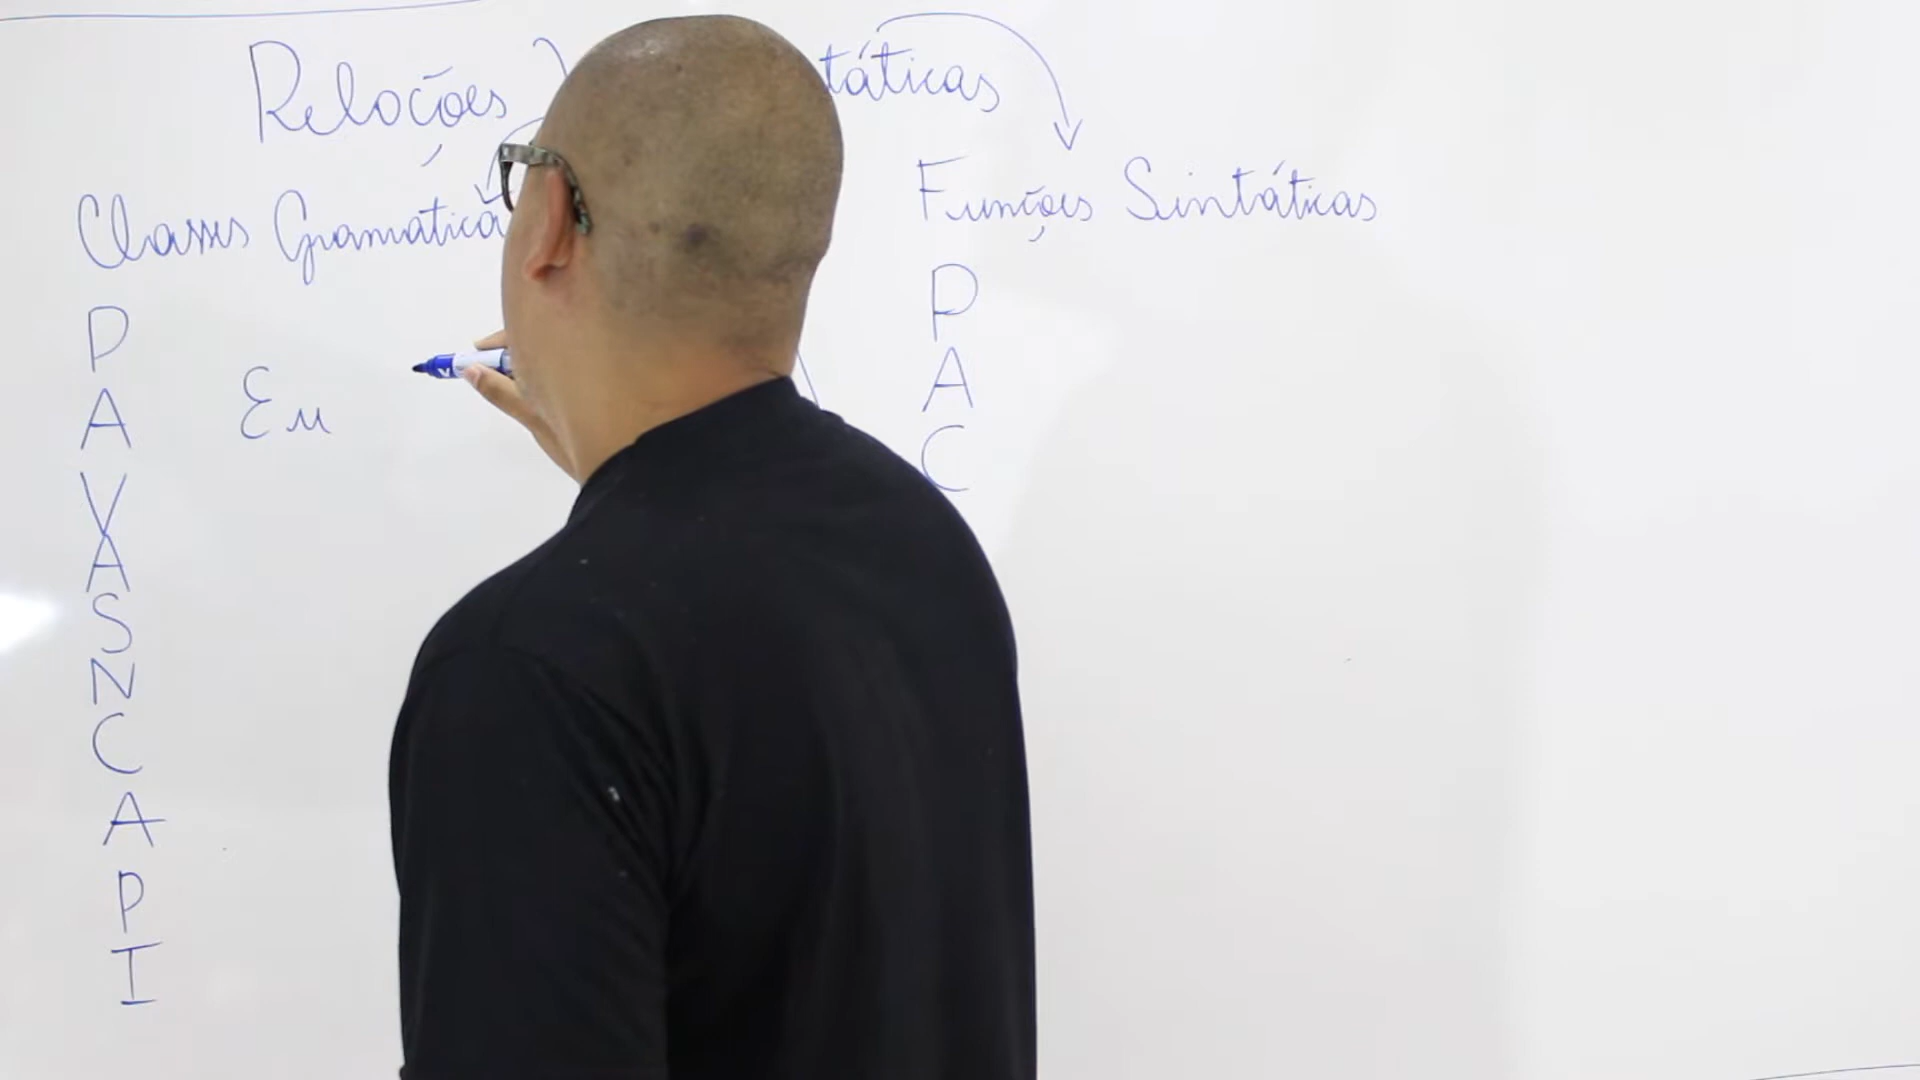 Relações táticas
Classes Gramatica
Funções Sintáticas
P
A
V
A
S
N
C
A
P
I
Eu
P
A
C